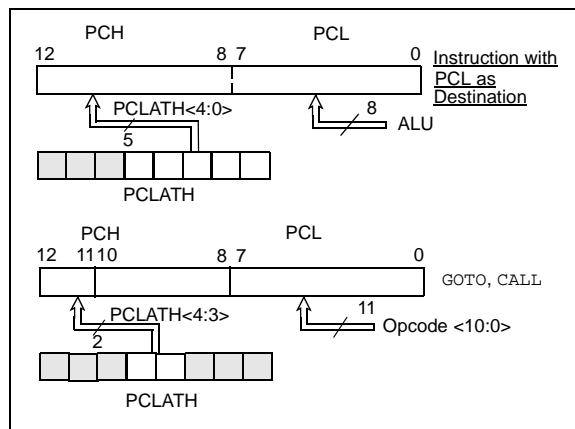 PCH PCL
12 8 7 0
Instruction with
PCL as
Destination
PCLATH<4:0>
5
8
ALU
PCLATH
PCH PCL
12 11 10 8 7 0
GOTO, CALL
PCLATH<4:3>
2
11
Opcode <10:0>
PCLATH